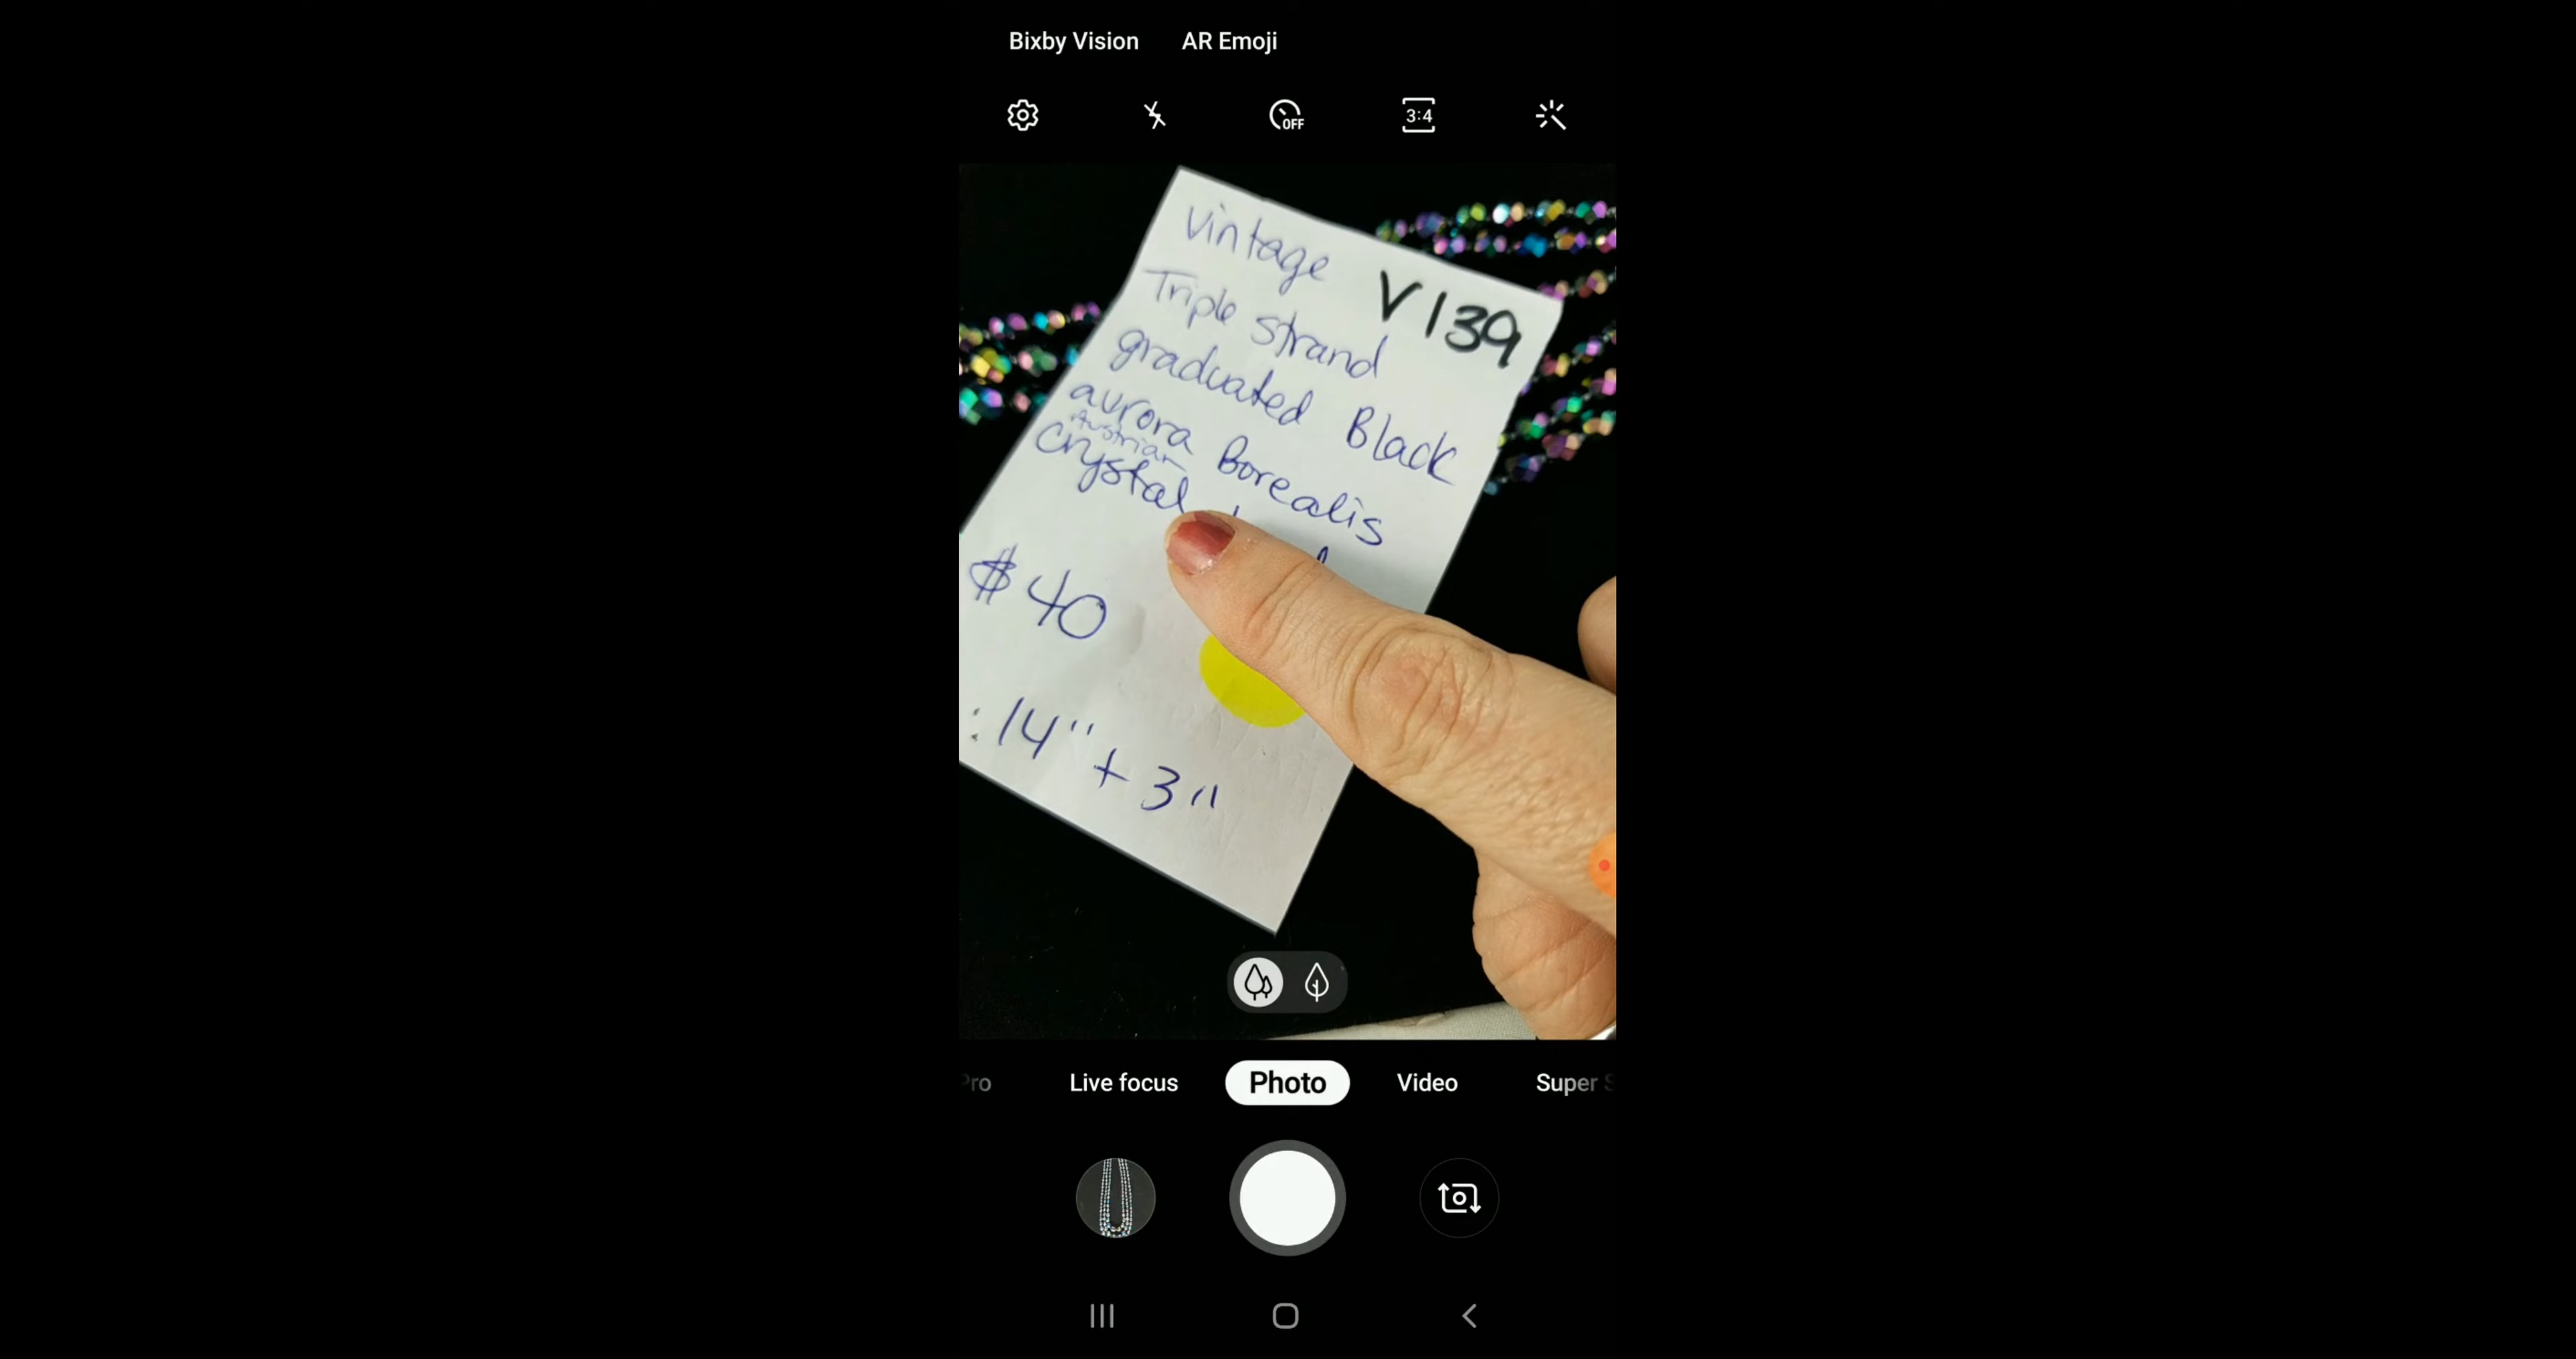 Bixby Vision AR Emoji
OFF 3:4
Vintage
V139
Triple strand
graduated Black
aurora Borealis
Austrian
Crystal
$40
14" + 3"
Live focus Photo Video Super